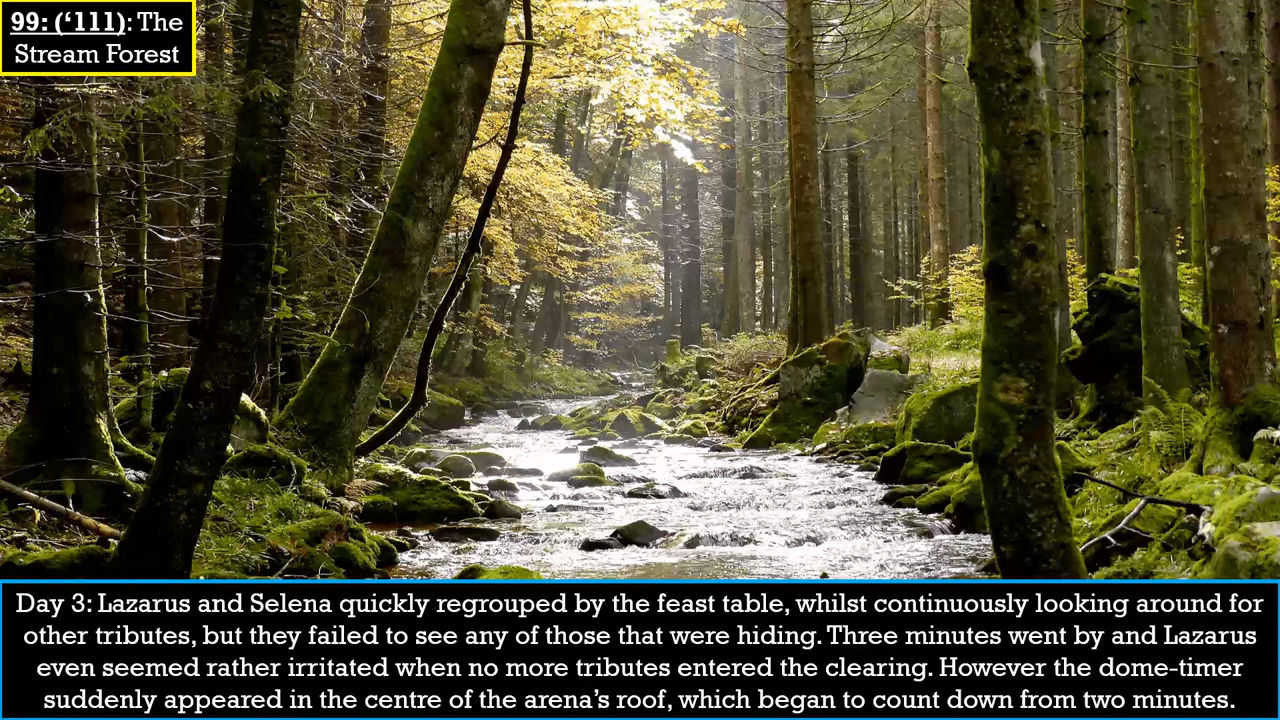 99: (‘111): The
Stream Forest
Day 3: Lazarus and Selena quickly regrouped by the feast table, whilst continuously looking around for
other tributes, but they failed to see any of those that were hiding. Three minutes went by and Lazarus
even seemed rather irritated when no more tributes entered the clearing. However the dome-timer
suddenly appeared in the centre of the arena’s roof, which began to count down from two minutes.